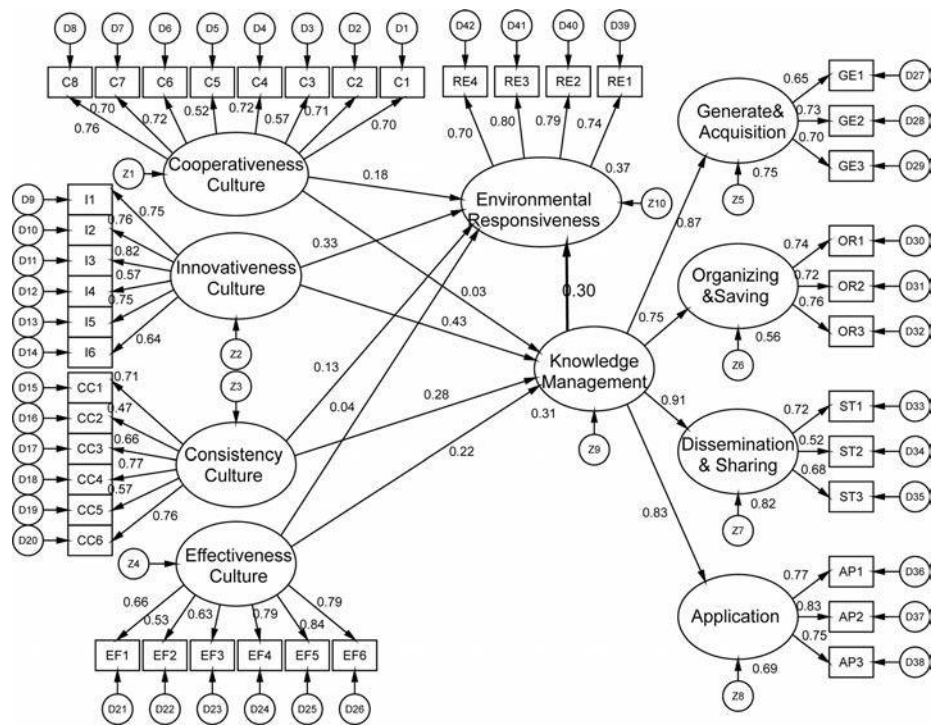 D8 D7 D6 D5 D4 D3 D2 D1
D42 D41 D40 D39
C8 C7 C6 C5 C4 C3 C2 C1
RE4 RE3 RE2 RE1
0.76 0.70 0.72 0.52 0.72 0.57 0.71 0.70
0.70 0.80 0.79 0.74
Z1
Cooperativeness
Culture
0.37
Environmental
Responsiveness
Z10
0.65 GE1 D27
0.73 GE2 D28
0.70 GE3 D29
Generate&
Acquisition
0.75
Z5
D9 I1 0.75
D10 I2 0.76
D11 I3 0.82
D12 I4 0.57
D13 I5 0.75
D14 I6 0.64
Innovativeness
Culture
Z2
Z3
0.18
0.33
0.03
0.43
0.13
0.04
0.28
0.22
0.30
0.87
0.75
0.91
0.83
Knowledge
Management
0.31
Z9
Organizing
&Saving
0.56
Z6
0.74 OR1 D30
0.72 OR2 D31
0.76 OR3 D32
D15 CC1 0.71
D16 CC2 0.47
D17 CC3 0.66
D18 CC4 0.77
D19 CC5 0.57
D20 CC6 0.76
Consistency
Culture
Dissemination
& Sharing
0.82
Z7
0.72 ST1 D33
0.52 ST2 D34
0.68 ST3 D35
Z4
Effectiveness
Culture
0.66 0.53 0.63 0.79 0.84 0.79
EF1 EF2 EF3 EF4 EF5 EF6
D21 D22 D23 D24 D25 D26
Application
0.69
Z8
0.77 AP1 D36
0.83 AP2 D37
0.75 AP3 D38